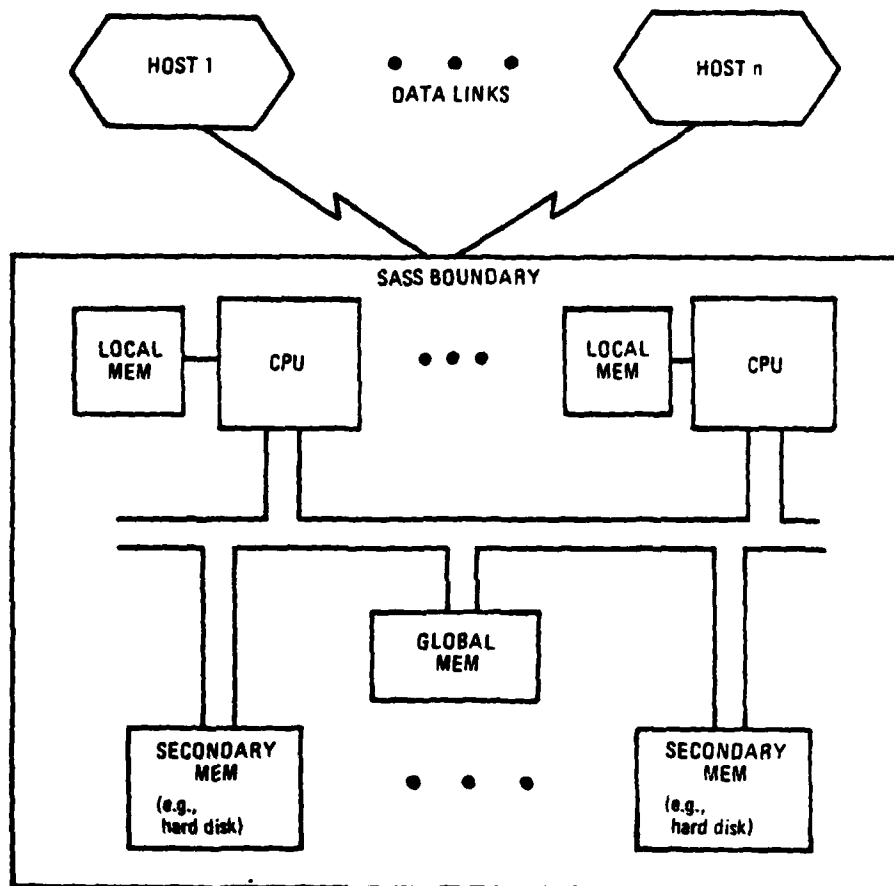 HOST 1
HOST n
DATA LINKS
SASS BOUNDARY
LOCAL
MEM
CPU
LOCAL
MEM
CPU
GLOBAL
MEM
SECONDARY
MEM
(e.g.,
hard disk)
SECONDARY
MEM
(e.g.,
hard disk)